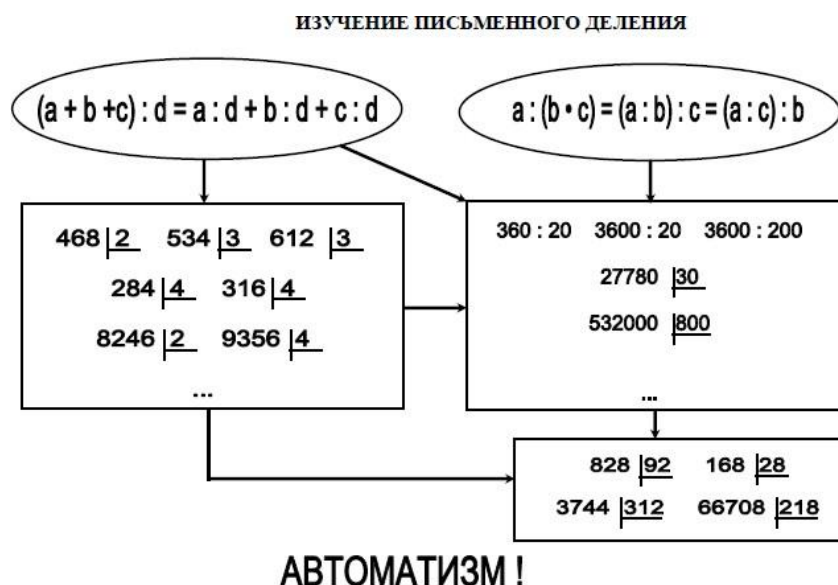 ИЗУЧЕНИЕ ПИСЬМЕННОГО ДЕЛЕНИЯ
(a + b +c) : d = a : d + b : d + c : d
a : (b • c) = (a : b) : c = (a : c) : b
468 2 534 3 612 3
284 4 316 4
8246 2 9356 4
...
360 : 20 3600 : 20 3600 : 200
27780 30
532000 800
...
828 92 168 28
3744 312 66708 218
АВТОМАТИЗМ !